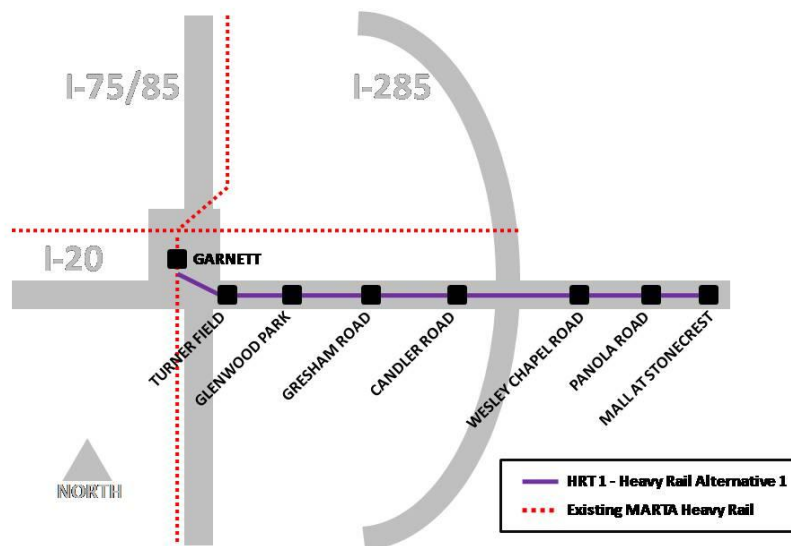 I-75/85
I-285
I-20
GARNETT
TURNER FIELD
GLENWOOD PARK
GRESHAM ROAD
CANDLER ROAD
WESLEY CHAPEL ROAD
PANOLA ROAD
MALL AT STONECREST
NORTH
HRT 1 - Heavy Rail Alternative 1
Existing MARTA Heavy Rail